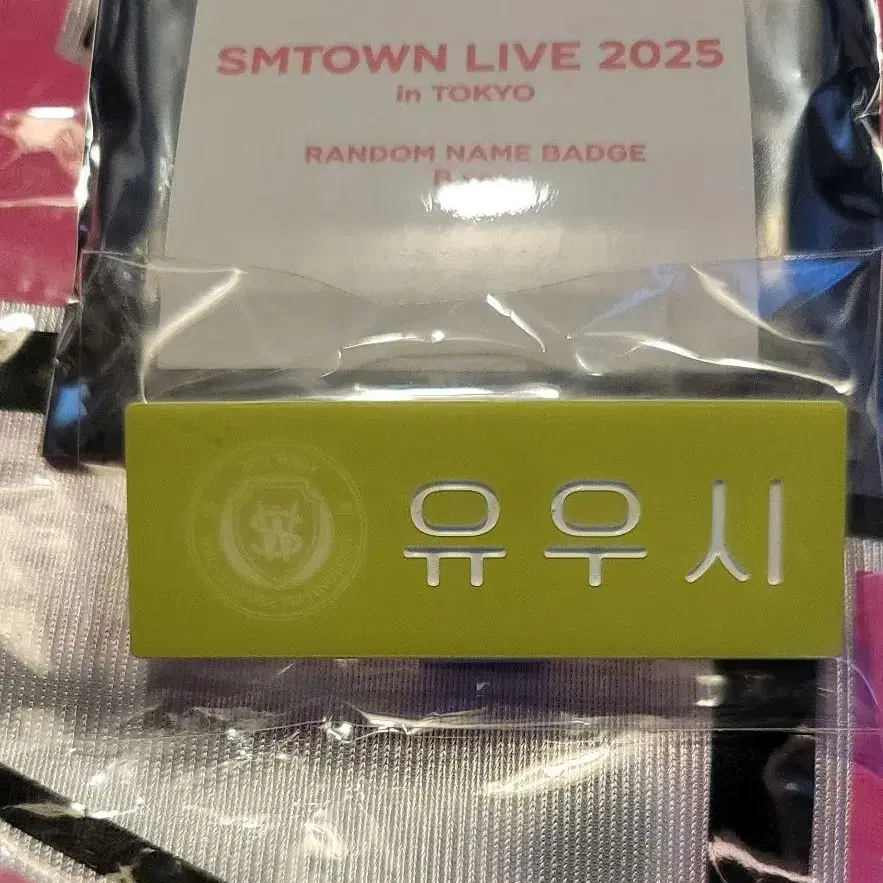 SMTOWN LIVE 2025
in TOKYO
RANDOM NAME BADGE
유우시